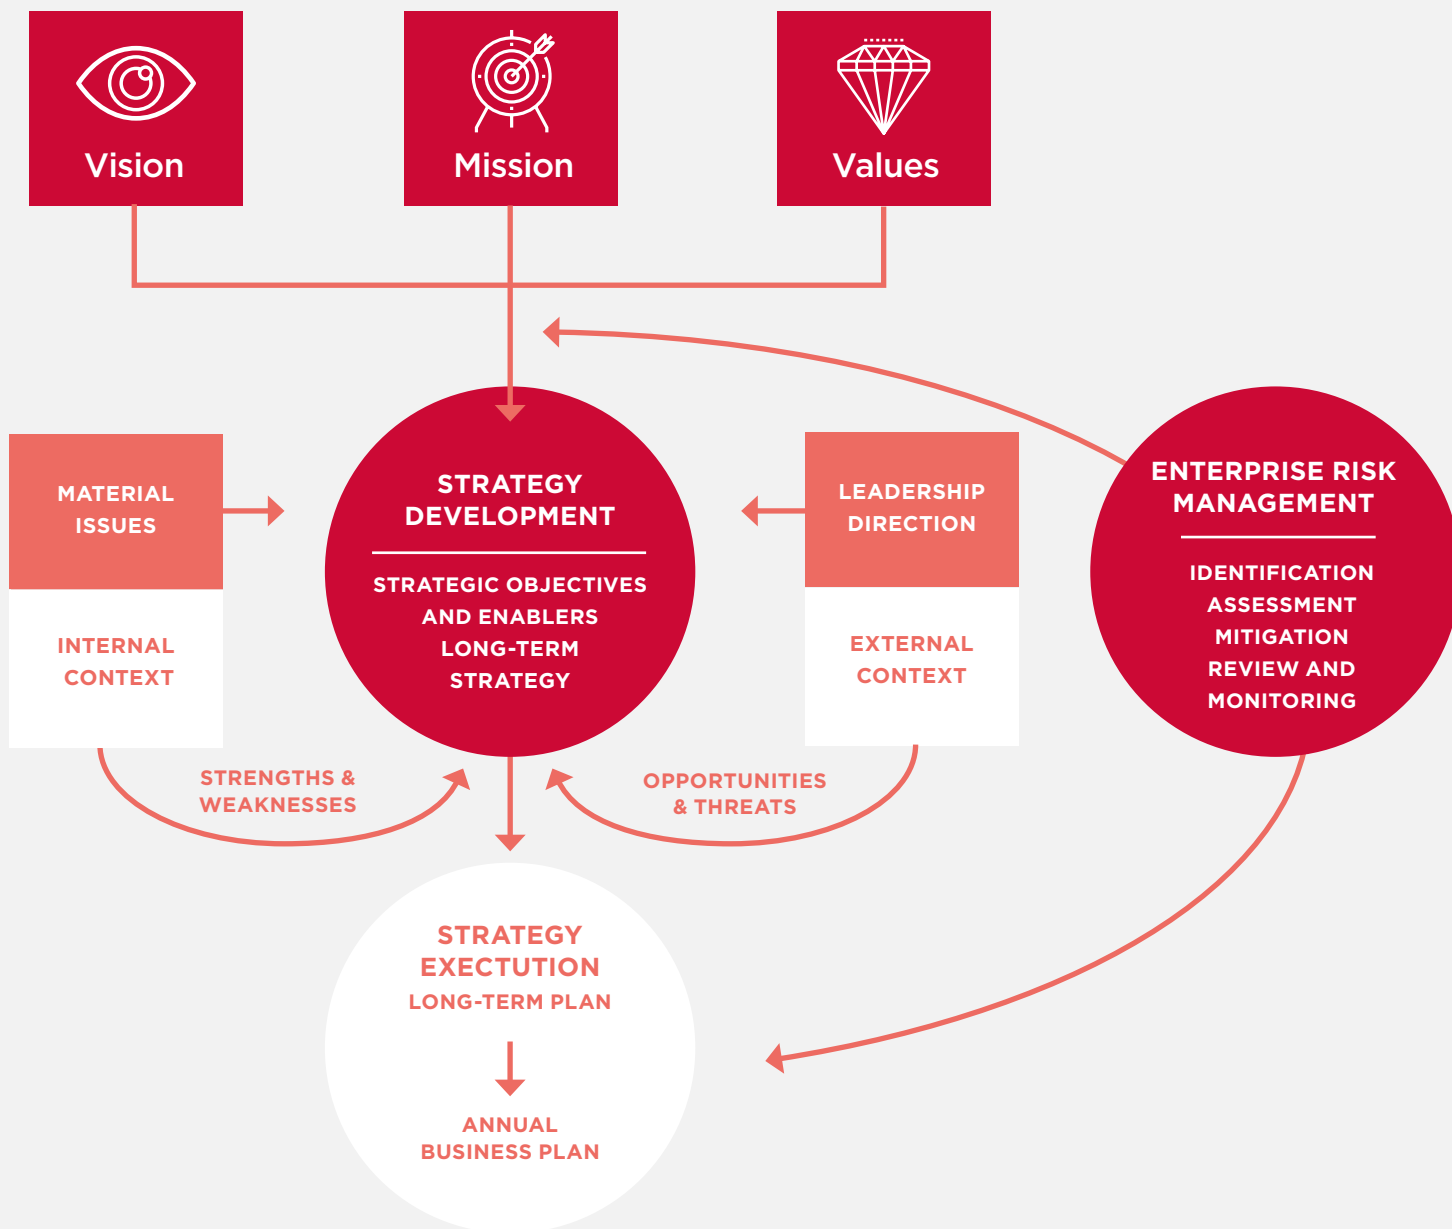 Vision
Mission
Values
MATERIAL
ISSUES
INTERNAL
CONTEXT
STRATEGY
DEVELOPMENT
STRATEGIC OBJECTIVES
AND ENABLERS
LONG-TERM
STRATEGY
LEADERSHIP
DIRECTION
EXTERNAL
CONTEXT
ENTERPRISE RISK
MANAGEMENT
IDENTIFICATION
ASSESSMENT
MITIGATION
REVIEW AND
MONITORING
STRENGTHS &
WEAKNESSES
OPPORTUNITIES
& THREATS
STRATEGY
EXECTUTION
LONG-TERM PLAN
ANNUAL
BUSINESS PLAN